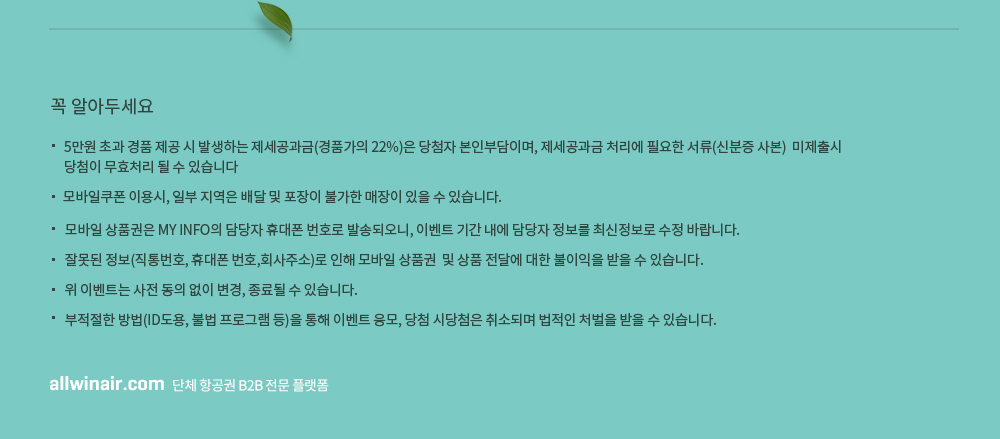 꼭 알아두세요
· 5만원 초과 경품 제공 시 발생하는 제세공과금(경품가의 22%)은 당첨자 본인부담이며, 제세공과금 처리에 필요한 서류(신분증 사본) 미제출시
당첨이 무효처리 될 수 있습니다
· 모바일쿠폰 이용시, 일부 지역은 배달 및 포장이 불가한 매장이 있을 수 있습니다.
· 모바일 상품권은 MY INFO의 담당자 휴대폰 번호로 발송되오니, 이벤트 기간 내에 담당자 정보를 최신정보로 수정 바랍니다.
· 잘못된 정보(직통번호, 휴대폰 번호,회사주소)로 인해 모바일 상품권 및 상품 전달에 대한 불이익을 받을 수 있습니다.
· 위 이벤트는 사전 동의 없이 변경, 종료될 수 있습니다.
· 부적절한 방법(ID도용, 불법 프로그램 등)을 통해 이벤트 응모, 당첨 시당첨은 취소되며 법적인 처벌을 받을 수 있습니다.
allwinair.com 단체 항공권 B2B 전문 플랫폼